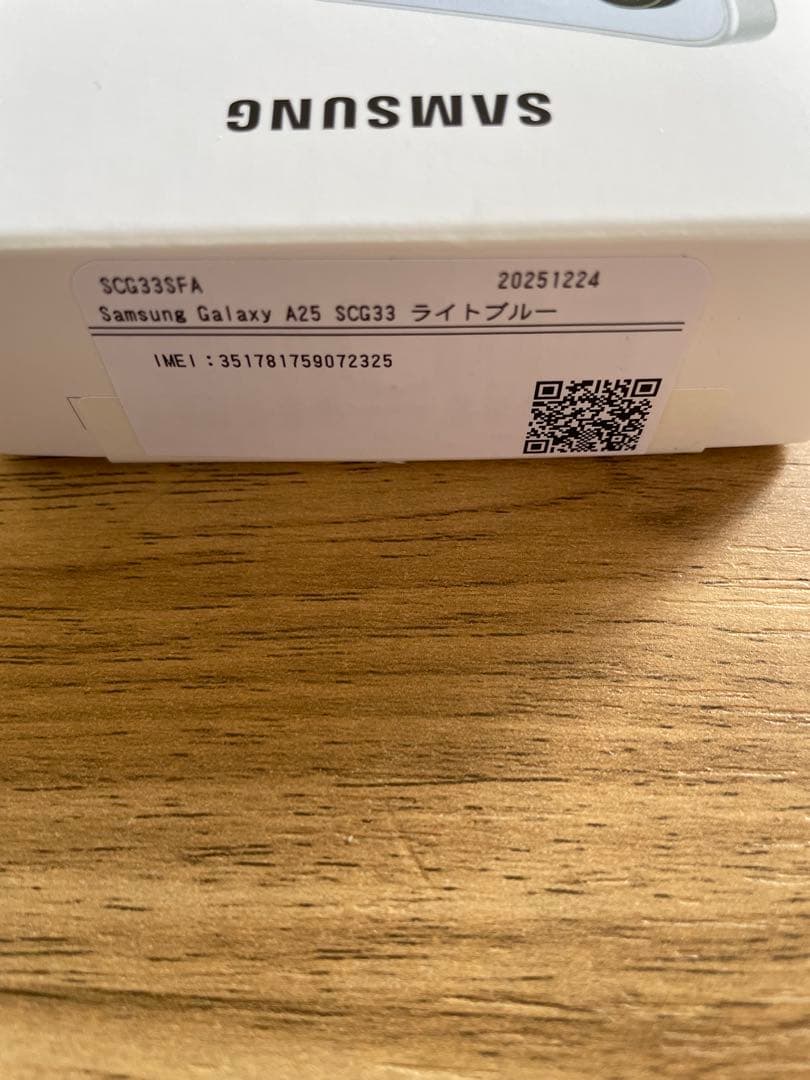 SAMSUNG
SCG33SFA 20251224
Samsung Galaxy A25 SCG33 ライトブルー
IMEI:351781759072325